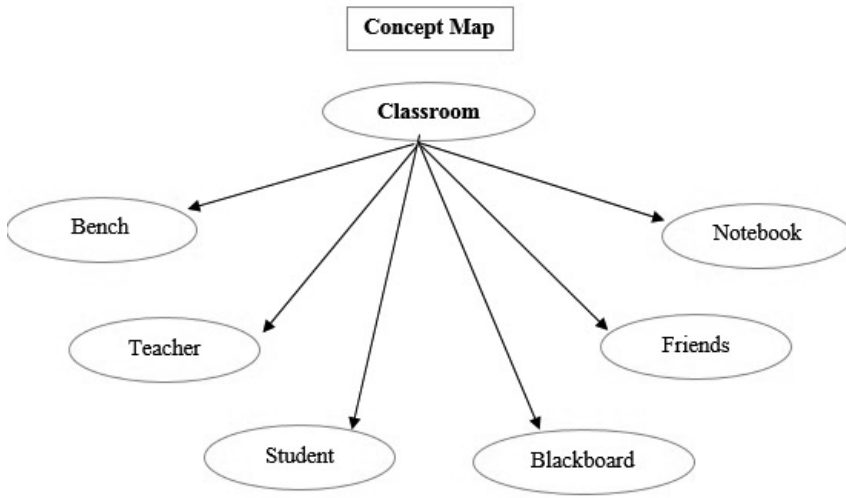 Concept Map
Classroom
Bench
Notebook
Teacher
Friends
Student
Blackboard